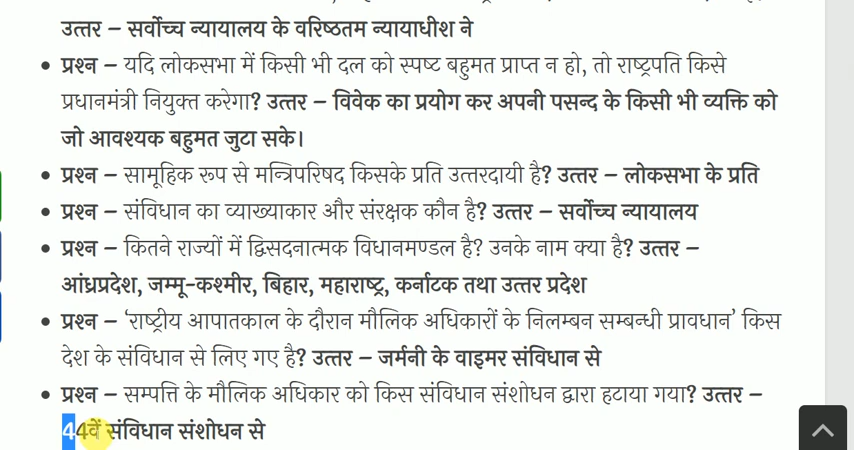 उत्तर – सर्वोच्च न्यायालय के वरिष्ठतम न्यायाधीश ने
प्रश्न – यदि लोकसभा में किसी भी दल को स्पष्ट बहुमत प्राप्त न हो, तो राष्ट्रपति किसे
प्रधानमंत्री नियुक्त करेगा? उत्तर – विवेक का प्रयोग कर अपनी पसन्द के किसी भी व्यक्ति को
जो आवश्यक बहुमत जुटा सके।
प्रश्न – सामूहिक रूप से मन्त्रिपरिषद किसके प्रति उत्तरदायी है? उत्तर – लोकसभा के प्रति
प्रश्न – संविधान का व्याख्याकार और संरक्षक कौन है? उत्तर – सर्वोच्च न्यायालय
प्रश्न – कितने राज्यों में द्विसदनात्मक विधानमण्डल है? उनके नाम क्या है? उत्तर –
आंध्रप्रदेश, जम्मू-कश्मीर, बिहार, महाराष्ट्र, कर्नाटक तथा उत्तर प्रदेश
प्रश्न – ‘राष्ट्रीय आपातकाल के दौरान मौलिक अधिकारों के निलम्बन सम्बन्धी प्रावधान’ किस
देश के संविधान से लिए गए है? उत्तर – जर्मनी के वाइमर संविधान से
प्रश्न – सम्पत्ति के मौलिक अधिकार को किस संविधान संशोधन द्वारा हटाया गया? उत्तर –
44वें संविधान संशोधन से